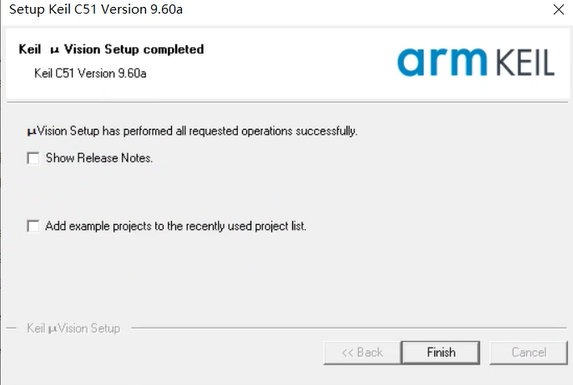 Setup Keil C51 Version 9.60a
Keil μ Vision Setup completed
Keil C51 Version 9.60a
arm KEIL
μVision Setup has performed all requested operations successfully.
Show Release Notes.
Add example projects to the recently used project list.
Keil μVision Setup
<< Back
Finish
Cancel